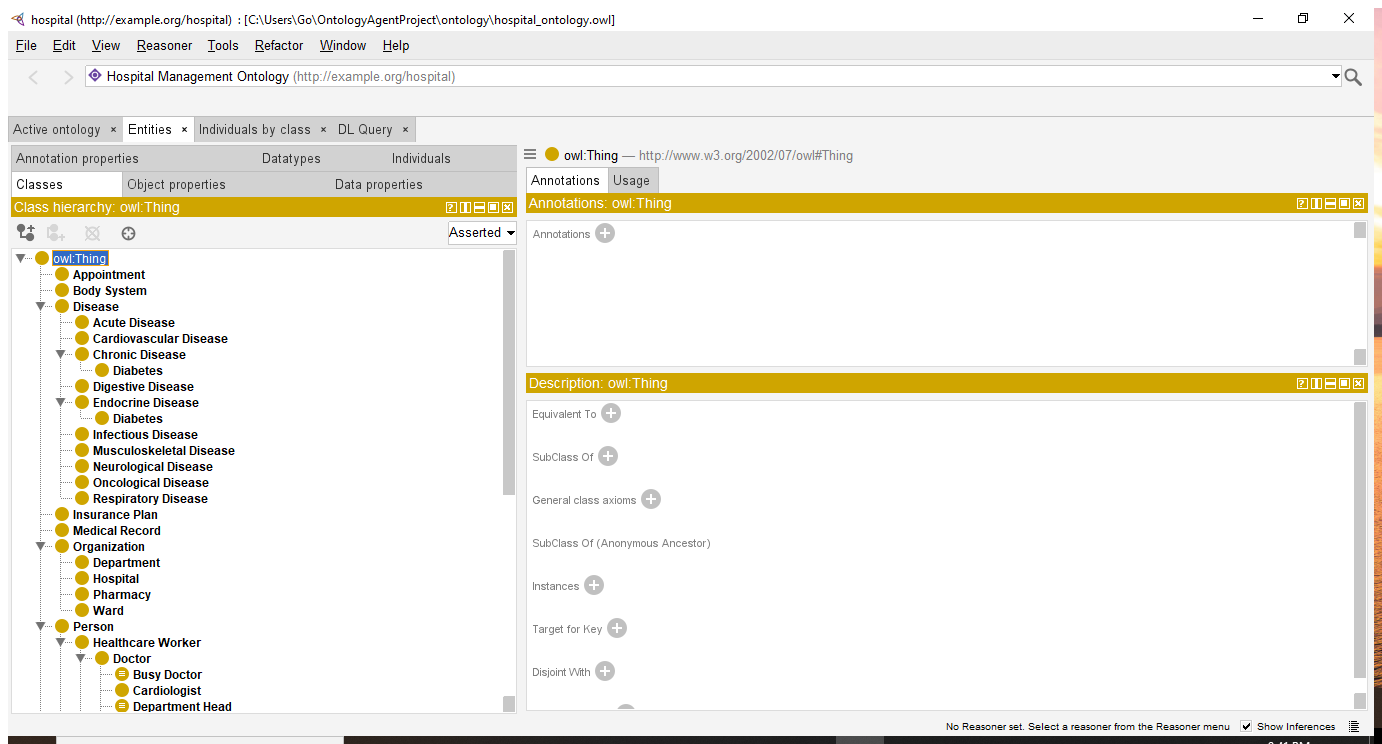 hospital (http://example.org/hospital) : [C:\Users\Go\OntologyAgentProject\ontology\hospital_ontology.owl]
File Edit View Reasoner Tools Refactor Window Help
Hospital Management Ontology (http://example.org/hospital)
Active ontology × Entities × Individuals by class × DL Query ×
Annotation properties Datatypes Individuals
Classes Object properties Data properties
Class hierarchy: owl:Thing
Asserted
owl:Thing
Appointment
Body System
Disease
Acute Disease
Cardiovascular Disease
Chronic Disease
Diabetes
Digestive Disease
Endocrine Disease
Diabetes
Infectious Disease
Musculoskeletal Disease
Neurological Disease
Oncological Disease
Respiratory Disease
Insurance Plan
Medical Record
Organization
Department
Hospital
Pharmacy
Ward
Person
Healthcare Worker
Doctor
Busy Doctor
Cardiologist
Department Head
owl:Thing — http://www.w3.org/2002/07/owl#Thing
Annotations Usage
Annotations: owl:Thing
Annotations
Description: owl:Thing
Equivalent To
SubClass Of
General class axioms
SubClass Of (Anonymous Ancestor)
Instances
Target for Key
Disjoint With
No Reasoner set. Select a reasoner from the Reasoner menu Show Inferences